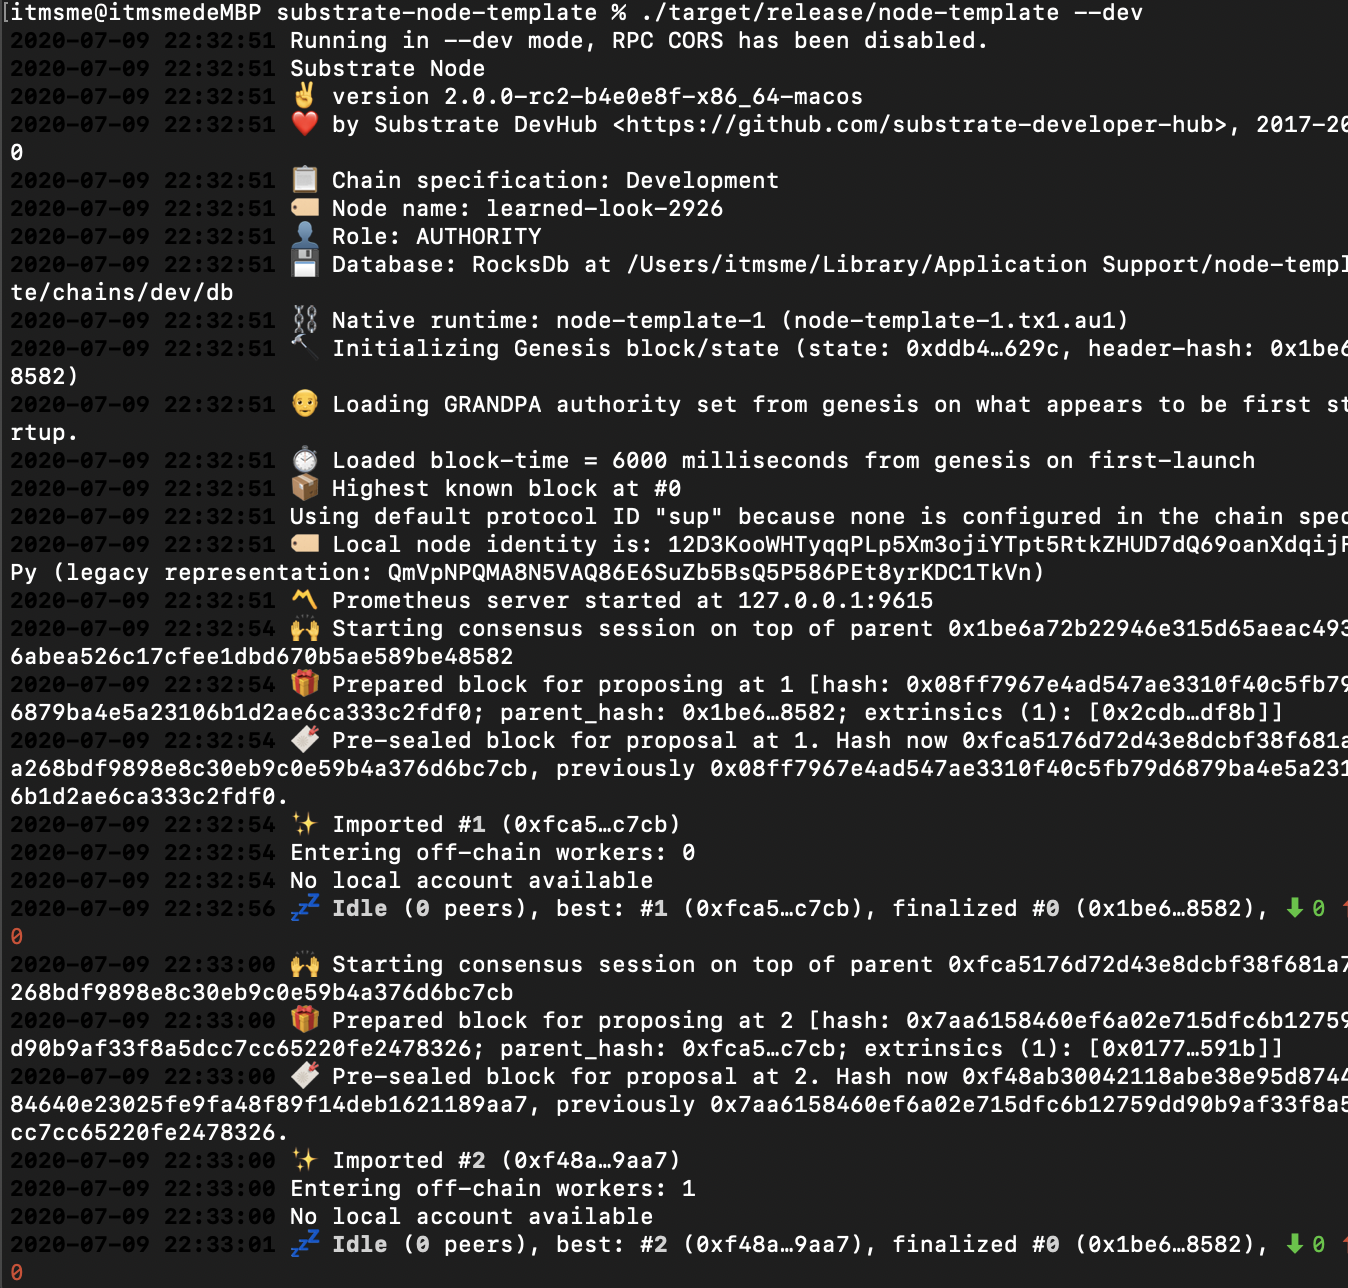 [itmsme@itmsmedeMBP substrate-node-template % ./target/release/node-template --dev
2020-07-09 22:32:51 Running in --dev mode, RPC CORS has been disabled.
2020-07-09 22:32:51 Substrate Node
2020-07-09 22:32:51 ✌️ version 2.0.0-rc2-b4e0e8f-x86_64-macos
2020-07-09 22:32:51 ❤️ by Substrate DevHub <https://github.com/substrate-developer-hub>, 2017-20
0
2020-07-09 22:32:51 📋 Chain specification: Development
2020-07-09 22:32:51 🏷 Node name: learned-look-2926
2020-07-09 22:32:51 👤 Role: AUTHORITY
2020-07-09 22:32:51 💾 Database: RocksDb at /Users/itmsme/Library/Application Support/node-templ
te/chains/dev/db
2020-07-09 22:32:51 ⛓ Native runtime: node-template-1 (node-template-1.tx1.au1)
2020-07-09 22:32:51 🔨 Initializing Genesis block/state (state: 0xddb4…629c, header-hash: 0x1be6
8582)
2020-07-09 22:32:51 👴 Loading GRANDPA authority set from genesis on what appears to be first st
rtup.
2020-07-09 22:32:51 ⏱ Loaded block-time = 6000 milliseconds from genesis on first-launch
2020-07-09 22:32:51 📦 Highest known block at #0
2020-07-09 22:32:51 Using default protocol ID "sup" because none is configured in the chain spec
2020-07-09 22:32:51 🏷 Local node identity is: 12D3KooWHTyqqPLp5Xm3ojiYTpt5RtkZHUD7dQ69oanXdqijF
Py (legacy representation: QmVpNPQMA8N5VAQ86E6SuZb5BsQ5P586PEt8yrKDC1TkVn)
2020-07-09 22:32:51 〽️ Prometheus server started at 127.0.0.1:9615
2020-07-09 22:32:54 🙌 Starting consensus session on top of parent 0x1be6a72b22946e315d65aeac493
6abea526c17cfee1dbd670b5ae589be48582
2020-07-09 22:32:54 🎁 Prepared block for proposing at 1 [hash: 0x08ff7967e4ad547ae3310f40c5fb79
6879ba4e5a23106b1d2ae6ca333c2fdf0; parent_hash: 0x1be6…8582; extrinsics (1): [0x2cdb…df8b]]
2020-07-09 22:32:54 🔖 Pre-sealed block for proposal at 1. Hash now 0xfca5176d72d43e8dcbf38f681a
a268bdf9898e8c30eb9c0e59b4a376d6bc7cb, previously 0x08ff7967e4ad547ae3310f40c5fb79d6879ba4e5a231
6b1d2ae6ca333c2fdf0.
2020-07-09 22:32:54 ✨ Imported #1 (0xfca5…c7cb)
2020-07-09 22:32:54 Entering off-chain workers: 0
2020-07-09 22:32:54 No local account available
2020-07-09 22:32:56 💤 Idle (0 peers), best: #1 (0xfca5…c7cb), finalized #0 (0x1be6…8582), ⬇ 0 ⬆
0
2020-07-09 22:33:00 🙌 Starting consensus session on top of parent 0xfca5176d72d43e8dcbf38f681a7
268bdf9898e8c30eb9c0e59b4a376d6bc7cb
2020-07-09 22:33:00 🎁 Prepared block for proposing at 2 [hash: 0x7aa6158460ef6a02e715dfc6b12759
d90b9af33f8a5dcc7cc65220fe2478326; parent_hash: 0xfca5…c7cb; extrinsics (1): [0x0177…591b]]
2020-07-09 22:33:00 🔖 Pre-sealed block for proposal at 2. Hash now 0xf48ab30042118abe38e95d8744
84640e23025fe9fa48f89f14deb1621189aa7, previously 0x7aa6158460ef6a02e715dfc6b12759dd90b9af33f8a5
cc7cc65220fe2478326.
2020-07-09 22:33:00 ✨ Imported #2 (0xf48a…9aa7)
2020-07-09 22:33:00 Entering off-chain workers: 1
2020-07-09 22:33:00 No local account available
2020-07-09 22:33:01 💤 Idle (0 peers), best: #2 (0xf48a…9aa7), finalized #0 (0x1be6…8582), ⬇ 0 ⬆
0